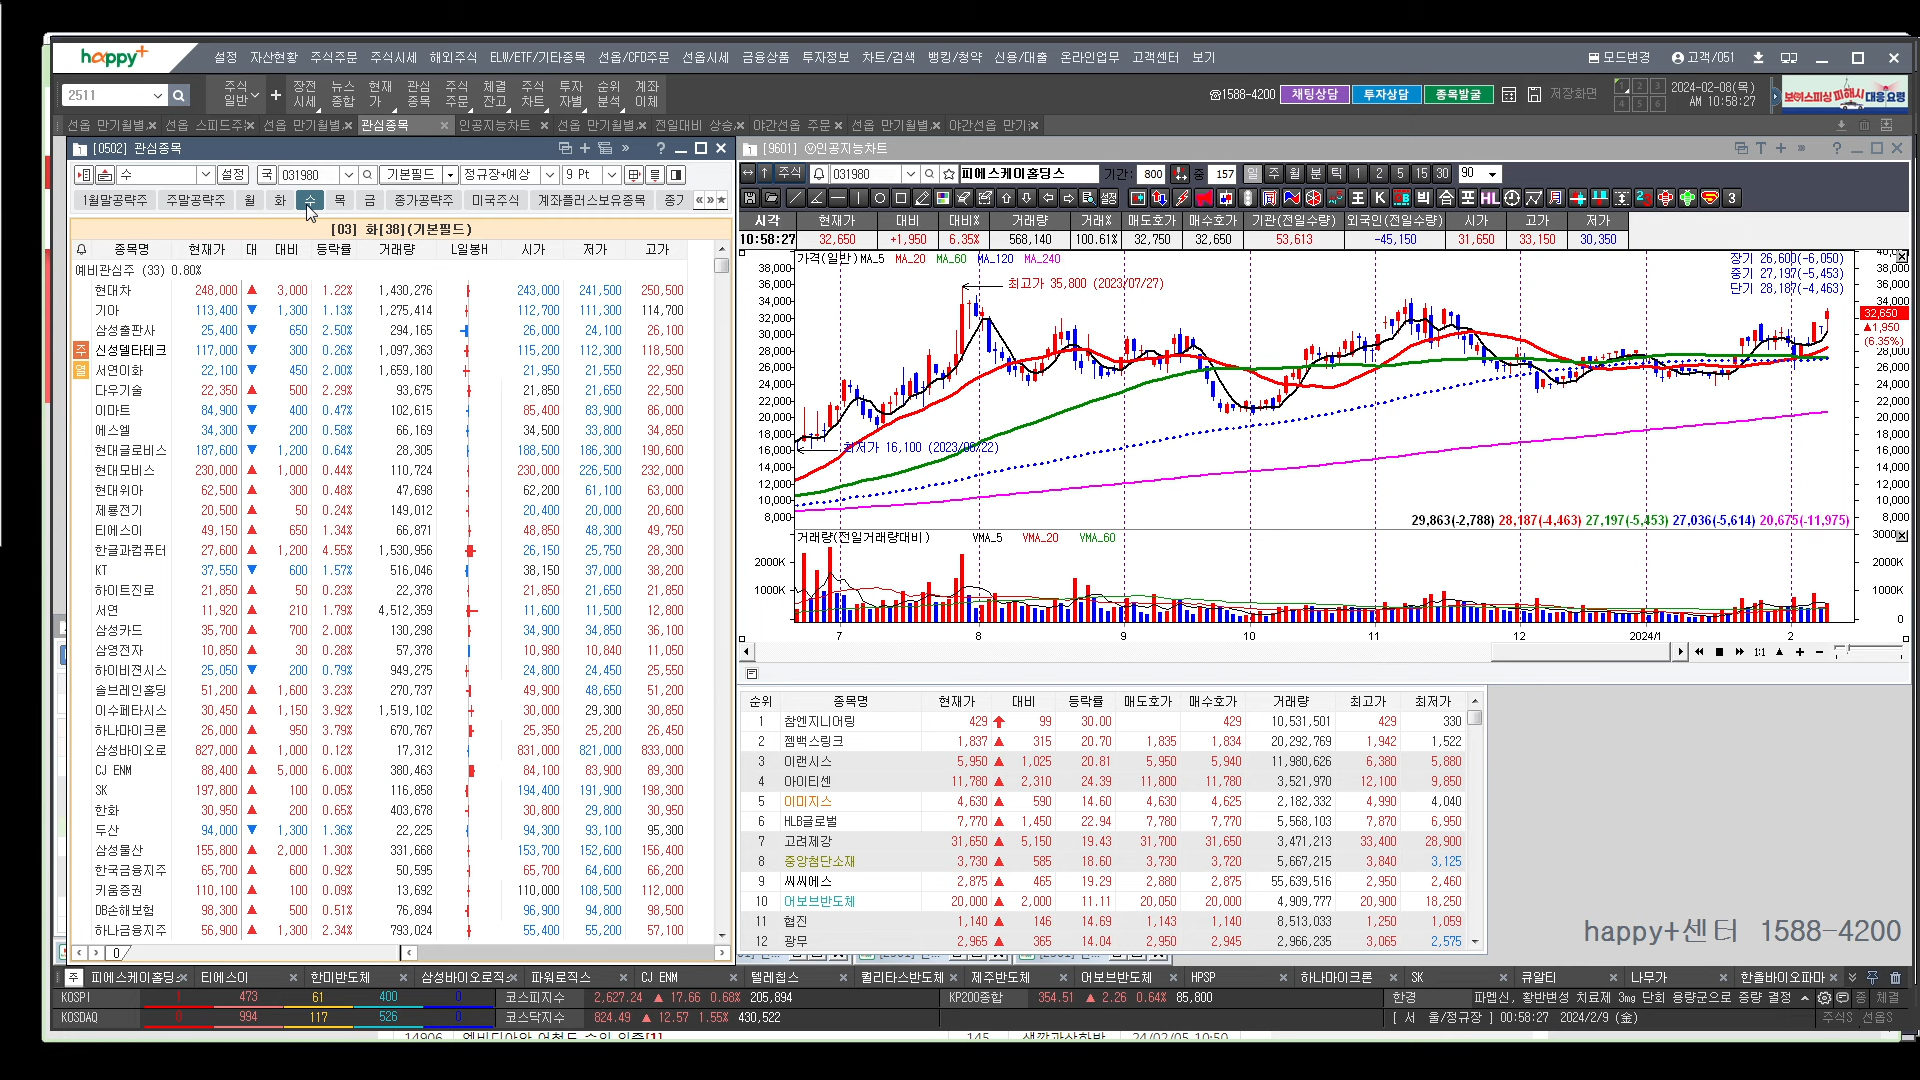 happy+
설정 자산현황 주식주문 주식시세 해외주식 ELW/ETF/기타종목 선옵/CFD주문 선옵시세 금융상품 투자정보 차트/검색 뱅킹/청약 신용/대출 온라인업무 고객센터 보기 모드변경 고객/051
2511 주식일반 장전시세 뉴스종합 현재가 관심종목 주식주문 체결잔고 주식차트 투자자별 순위분석 계좌이체 ☎1588-4200 채팅상담 투자상담 종목발굴 저장화면 1 2 3 4 5 6 2024-02-08(목) AM 10:58:27 보이스피싱 피해시 대응요령
선옵 만기월별 선옵 스피드주 선옵 만기월별 관심종목 인공지능차트 선옵 만기월별 전일대비 상승 야간선옵 주문 선옵 만기월별 야간선옵 만기
[0502] 관심종목
수 설정 국 031980 기본필드 정규장+예상 9 Pt
1월말공략주 주말공략주 월 화 수 목 금 종가공략주 미국주식 계좌플러스보유종목 종기
[03] 화[38](기본필드)
종목명 현재가 대 대비 등락률 거래량 L일봉H 시가 저가 고가
예비관심주 (33) 0.80%
현대차 248,000 ▲ 3,000 1.22% 1,430,276 243,000 241,500 250,500
기아 113,400 ▼ 1,300 1.13% 1,275,414 112,700 111,300 114,700
삼성출판사 25,400 ▼ 650 2.50% 294,165 26,000 24,100 26,100
주 신성델타테크 117,000 ▼ 300 0.26% 1,097,363 115,200 112,300 118,500
열 서연이화 22,100 ▼ 450 2.00% 1,659,180 21,950 21,550 22,950
다우기술 22,350 ▲ 500 2.29% 93,675 21,850 21,650 22,550
이마트 84,900 ▼ 400 0.47% 102,615 85,400 83,900 86,000
에스엘 34,300 ▼ 200 0.58% 66,169 34,500 33,800 34,850
현대글로비스 187,600 ▼ 1,200 0.64% 28,305 188,500 186,300 190,600
현대모비스 230,000 ▲ 1,000 0.44% 110,724 230,000 226,500 232,000
현대위아 62,500 ▲ 300 0.48% 47,698 62,200 61,100 63,000
제룡전기 20,500 ▲ 50 0.24% 149,012 20,400 20,000 20,600
티에스이 49,150 ▲ 650 1.34% 66,871 48,850 48,300 49,750
한글과컴퓨터 27,600 ▲ 1,200 4.55% 1,530,956 26,150 25,750 28,300
KT 37,550 ▼ 600 1.57% 516,046 38,150 37,000 38,200
하이트진로 21,850 ▲ 50 0.23% 22,378 21,850 21,650 21,850
서연 11,920 ▲ 210 1.79% 4,512,359 11,600 11,500 12,800
삼성카드 35,700 ▲ 700 2.00% 130,298 34,900 34,850 36,100
삼영전자 10,850 ▲ 30 0.28% 57,378 10,980 10,840 11,050
하이비젼시스 25,050 ▼ 200 0.79% 949,275 24,800 24,450 25,550
솔브레인홀딩 51,200 ▲ 1,600 3.23% 270,737 49,900 48,650 51,200
이수페타시스 30,450 ▲ 1,150 3.92% 1,519,102 30,000 29,300 30,850
하나마이크론 26,000 ▲ 950 3.79% 670,767 25,350 25,200 26,450
삼성바이오로 827,000 ▲ 1,000 0.12% 17,312 831,000 821,000 833,000
CJ ENM 88,400 ▲ 5,000 6.00% 380,463 84,100 83,900 89,300
SK 197,800 ▲ 100 0.05% 116,858 194,400 191,900 198,300
한화 30,950 ▲ 200 0.65% 403,678 30,800 29,800 30,950
두산 94,000 ▼ 1,300 1.36% 22,225 94,300 93,100 95,300
삼성물산 155,800 ▲ 2,000 1.30% 331,668 153,700 152,600 156,400
한국금융지주 65,700 ▲ 600 0.92% 50,595 65,700 64,600 66,200
키움증권 110,100 ▲ 100 0.09% 13,692 110,000 108,500 112,000
DB손해보험 98,300 ▲ 500 0.51% 76,894 96,900 94,800 98,500
하나금융지주 56,900 ▲ 1,300 2.34% 793,024 55,400 55,200 57,100
[9601] 인공지능차트
주식 031980 피에스케이홀딩스 기간: 800 중 157 일 주 월 분 틱 1 3 5 15 30 90
시각 현재가 대비 대비% 거래량 거래% 매도호가 매수호가 기관(전일수량) 외국인(전일수량) 시가 고가 저가
10:58:27 32,650 +1,950 6.35% 568,140 100.61% 32,750 32,650 53,613 -45,150 31,650 33,150 30,350
가격(일반) MA_5 MA_20 MA_60 MA_120 MA_240
장기 26,600(-6,050)
중기 27,197(-5,453)
단기 28,187(-4,463)
최고가 35,800 (2023/07/27)
최저가 16,100 (2023/06/22)
38,000 36,000 34,000 32,000 30,000 28,000 26,000 24,000 22,000 20,000 18,000 16,000 14,000 12,000 10,000 8,000
32,650
▲1,950
(6.35%)
29,863(-2,788) 28,187(-4,463) 27,197(-5,453) 27,036(-5,614) 20,675(-11,975)
거래량(전일거래량대비) VMA_5 VMA_20 VMA_60
3000K 2000K 1000K 0
7 8 9 10 11 12 2024/1 2
1:1
순위 종목명 현재가 대비 등락률 매도호가 매수호가 거래량 최고가 최저가
1 참엔지니어링 429 99 30.00 429 10,531,501 429 330
2 젬백스링크 1,837 ▲ 315 20.70 1,835 1,834 20,292,769 1,942 1,522
3 이랜시스 5,950 ▲ 1,025 20.81 5,950 5,940 11,980,626 6,380 5,880
4 아이티센 11,780 ▲ 2,310 24.39 11,800 11,780 3,521,970 12,100 9,850
5 이미지스 4,630 ▲ 590 14.60 4,630 4,625 2,182,332 4,990 4,040
6 HLB글로벌 7,770 ▲ 1,450 22.94 7,780 7,770 5,568,103 7,870 6,950
7 고려제강 31,650 ▲ 5,150 19.43 31,700 31,650 3,471,213 33,400 28,900
8 중앙첨단소재 3,730 ▲ 585 18.60 3,730 3,720 5,667,215 3,840 3,125
9 씨씨에스 2,875 ▲ 465 19.29 2,880 2,875 55,639,516 2,950 2,460
10 어보브반도체 20,000 ▲ 2,000 11.11 20,050 20,000 4,909,777 20,900 18,250
11 협진 1,140 ▲ 146 14.69 1,143 1,140 8,513,033 1,250 1,059
12 광무 2,965 ▲ 365 14.04 2,950 2,945 2,966,235 3,065 2,575
happy+센터 1588-4200
주 피에스케이홀딩 티에스이 한미반도체 삼성바이오로직 파워로직스 CJ ENM 텔레칩스 퀄리타스반도체 제주반도체 어보브반도체 HPSP 하나마이크론 SK 큐알티 나무가 한올바이오파마
KOSPI 1 473 61 400 0 코스피지수 2,627.24 ▲ 17.66 0.68% 205,894 KP200종합 354.51 ▲ 2.26 0.64% 85,800 한경 파멥신, 황반변성 치료제 3mg 단회 용량군으로 증량 결정 종 체결
KOSDAQ 0 994 117 526 0 코스닥지수 824.49 ▲ 12.57 1.55% 430,522 [ 서 울/정규장 ] 00:58:27 2024/2/9 (금) 주식S 선옵S